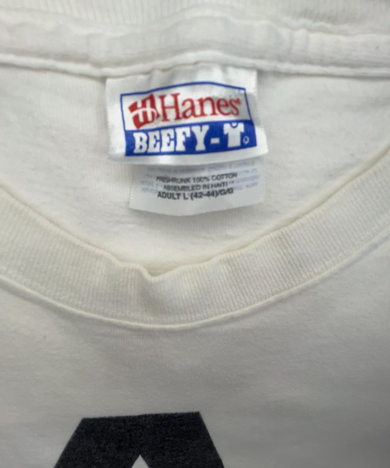 Hanes
BEEFY-T®
PRESHRUNK 100% COTTON
ASSEMBLED IN HAITI
ADULT L (42-44)/G/G
A